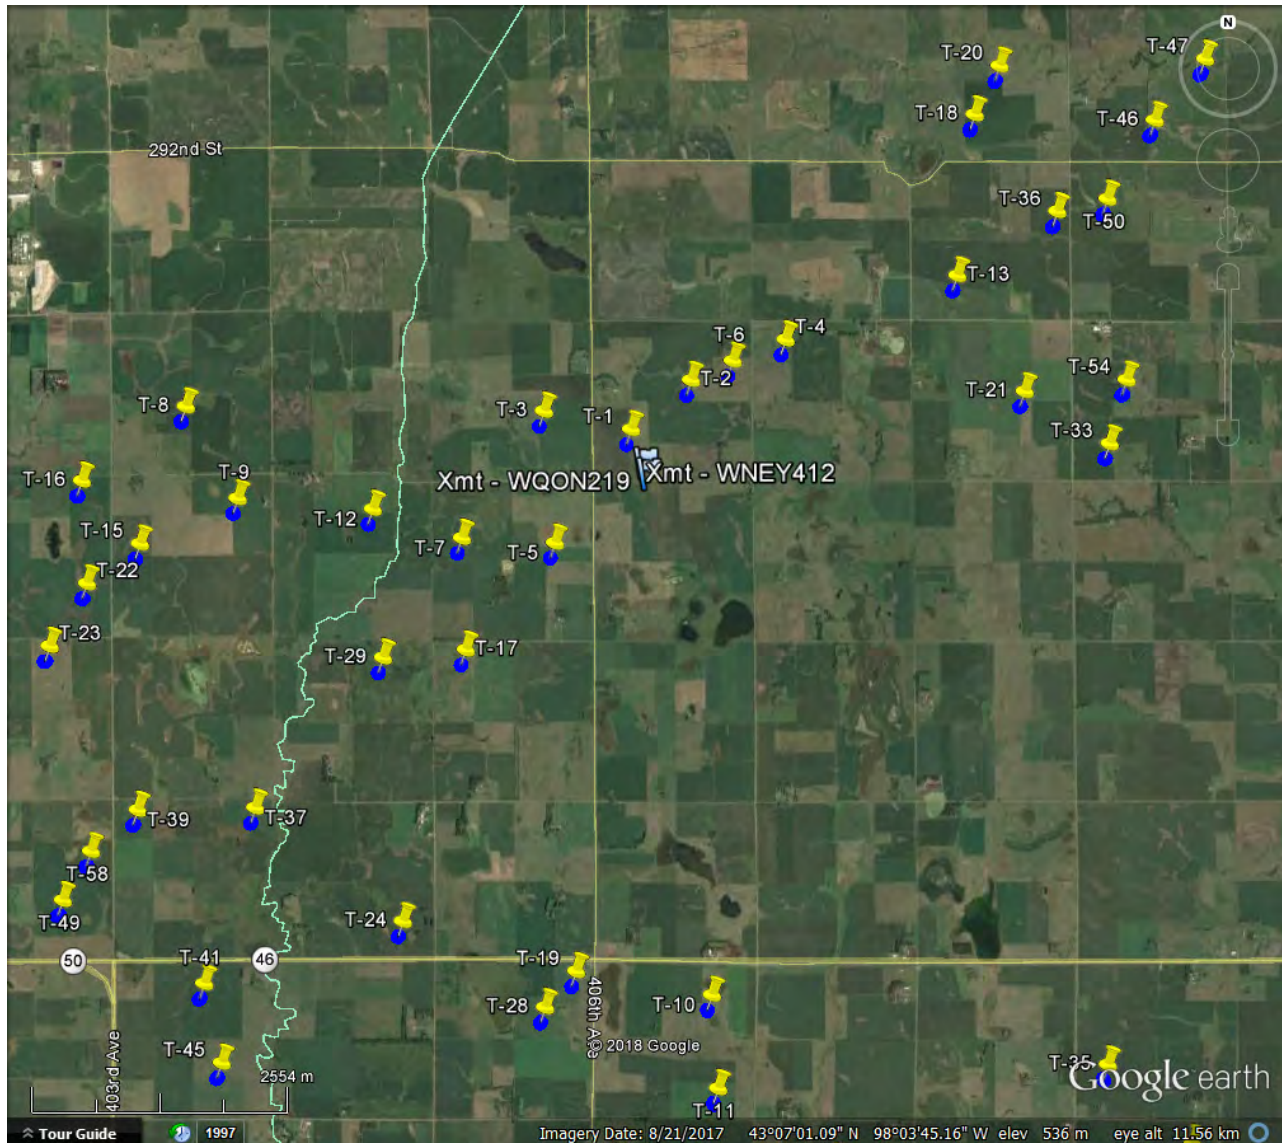 N
T-20
T-47
T-18
T-46
292nd St
T-36
T-50
T-13
T-4
T-6
T-2
T-54
T-21
T-8
T-3
T-1
T-33
Xmt - WQON219
Xmt - WNEY412
T-16
T-9
T-12
T-15
T-7
T-5
T-22
T-23
T-29
T-17
T-39
T-37
T-58
T-49
T-24
50
46
T-41
T-19
T-28
T-10
406th Ave
403rd Ave
© 2018 Google
T-45
2554 m
T-35
Google earth
T-11
Tour Guide
1997
Imagery Date: 8/21/2017 43°07'01.09" N 98°03'45.16" W elev 536 m eye alt 11.56 km